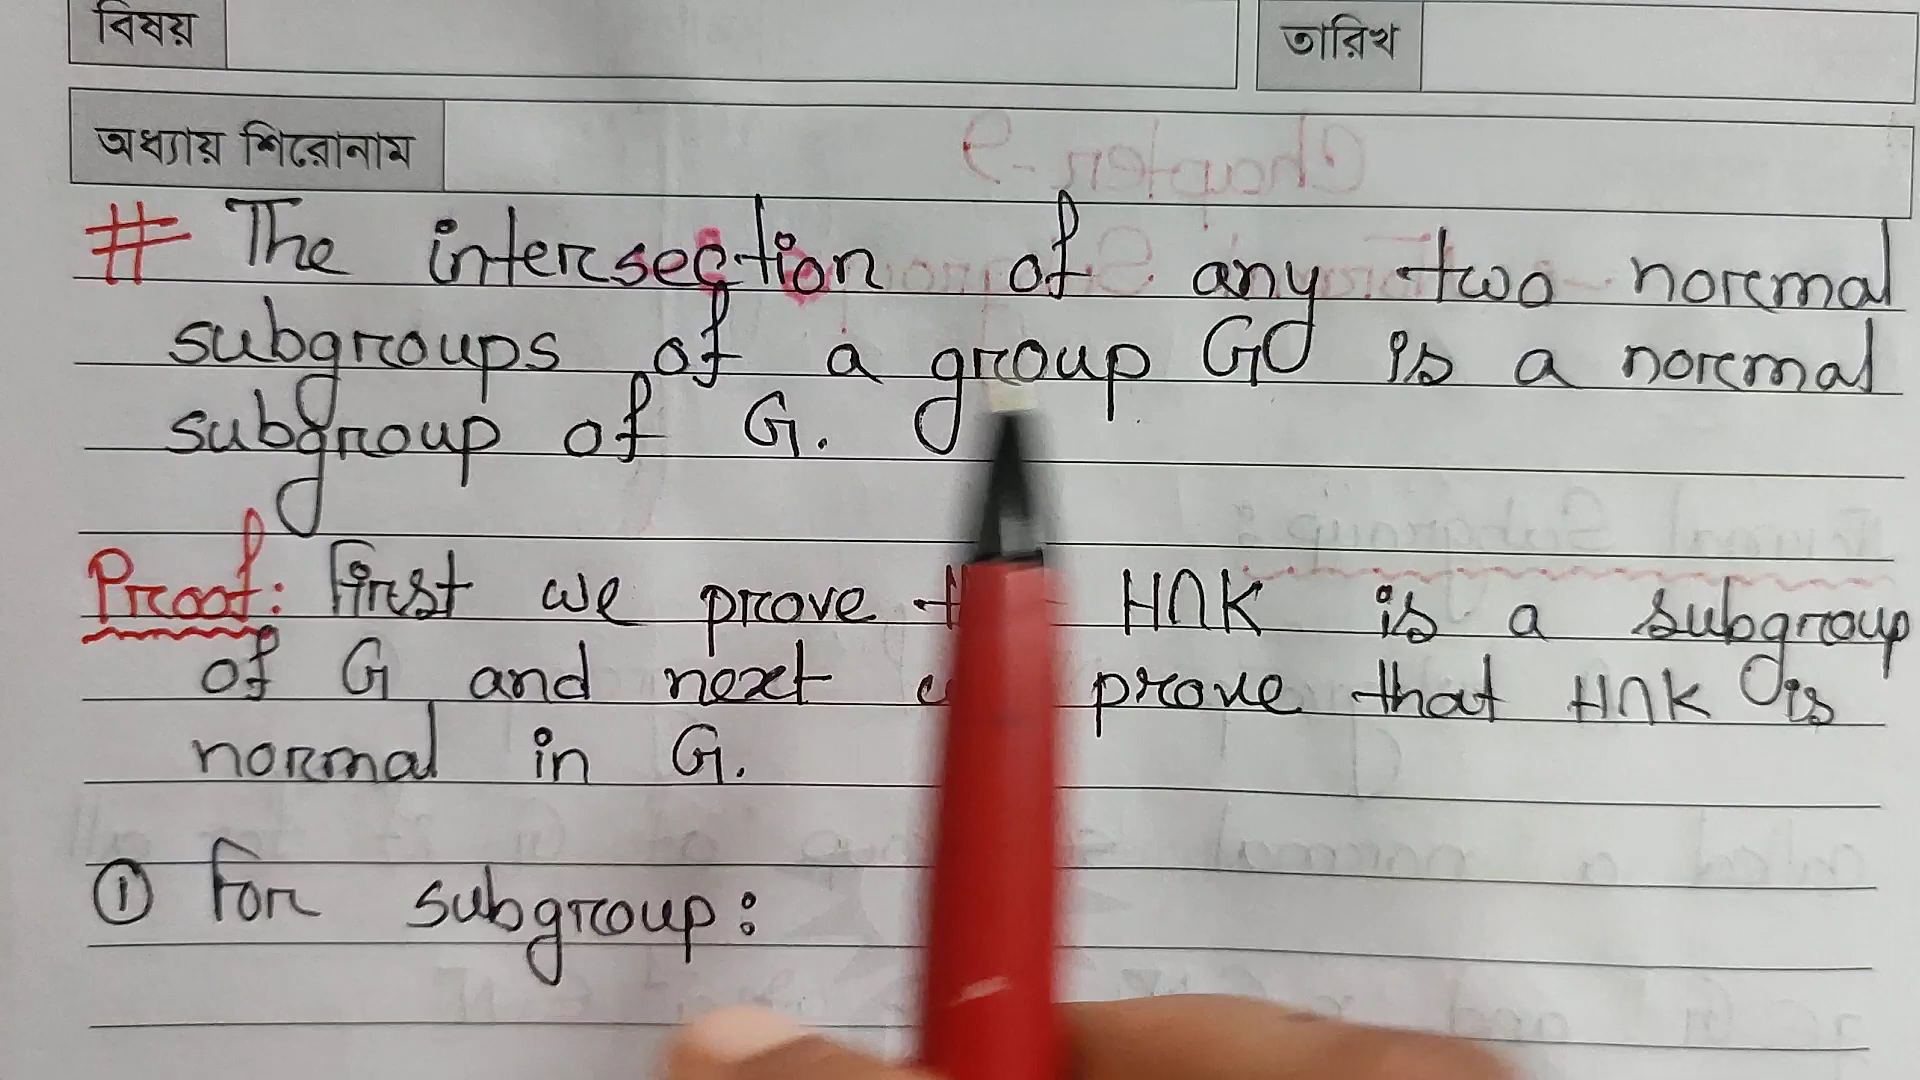 বিষয়
তারিখ
অধ্যায় শিরোনাম
# The intersection of any two normal
subgroups of a group G is a normal
subgroup of G.
Proof: First we prove HNK is a subgroup
of G and next prove that HNK is
normal in G.
① For subgroup: